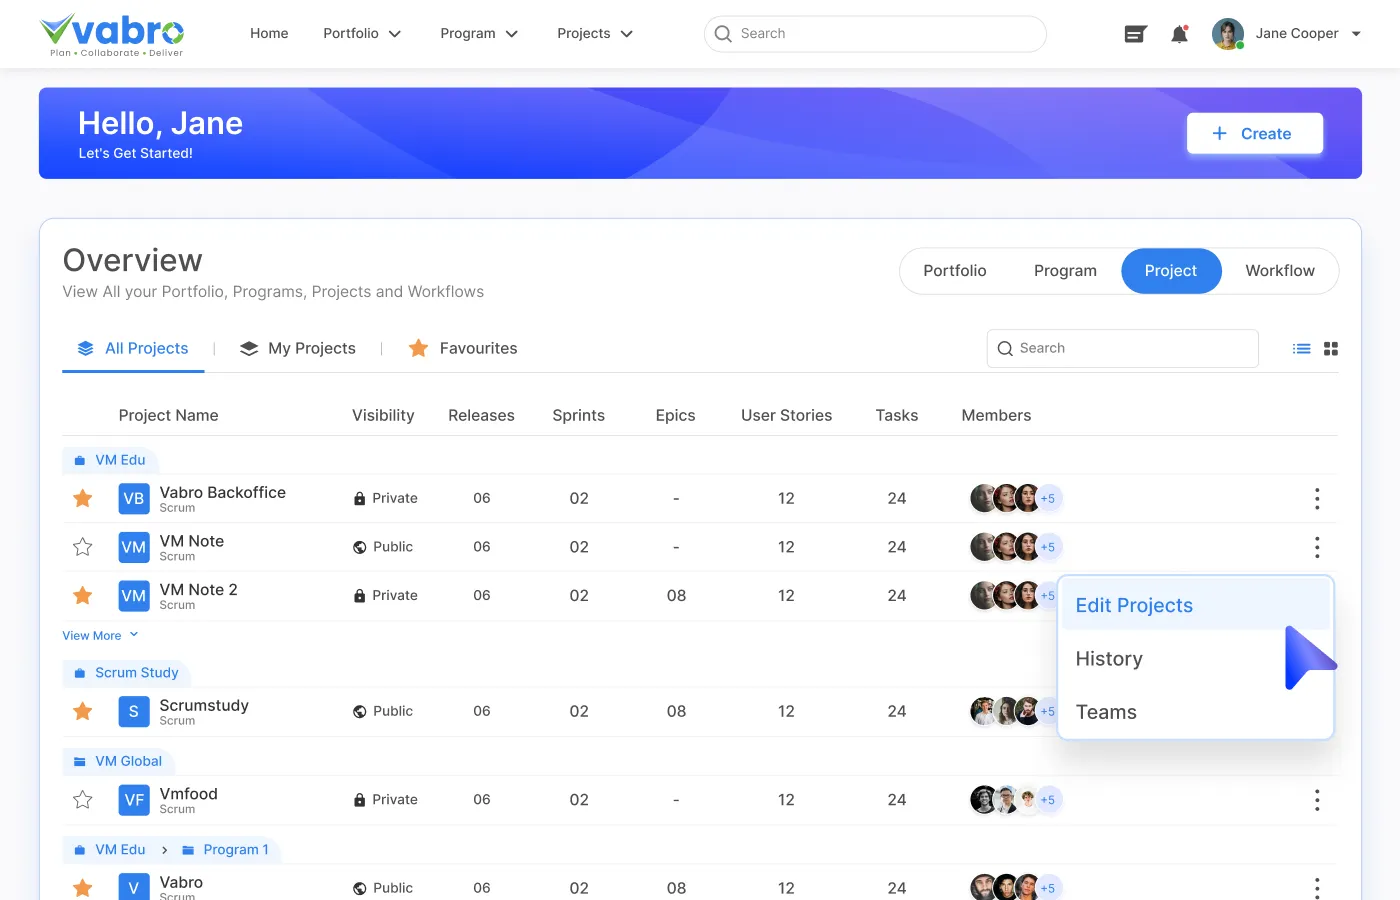 vabro
Plan • Collaborate • Deliver
Home Portfolio Program Projects Search Jane Cooper
Hello, Jane
Let's Get Started!
+ Create
Overview
View All your Portfolio, Programs, Projects and Workflows
Portfolio Program Project Workflow
All Projects | My Projects | Favourites Search
Project Name Visibility Releases Sprints Epics User Stories Tasks Members
VM Edu
VB Vabro Backoffice Private 06 02 - 12 24 +5
Scrum
VM VM Note Public 06 02 - 12 24 +5
Scrum
VM VM Note 2 Private 06 02 08 12 24 +5
Scrum
Edit Projects
History
Teams
View More
Scrum Study
S Scrumstudy Public 06 02 08 12 24 +5
Scrum
VM Global
VF Vmfood Private 06 02 - 12 24 +5
Scrum
VM Edu > Program 1
V Vabro Public 06 02 08 12 24 +5
Scrum